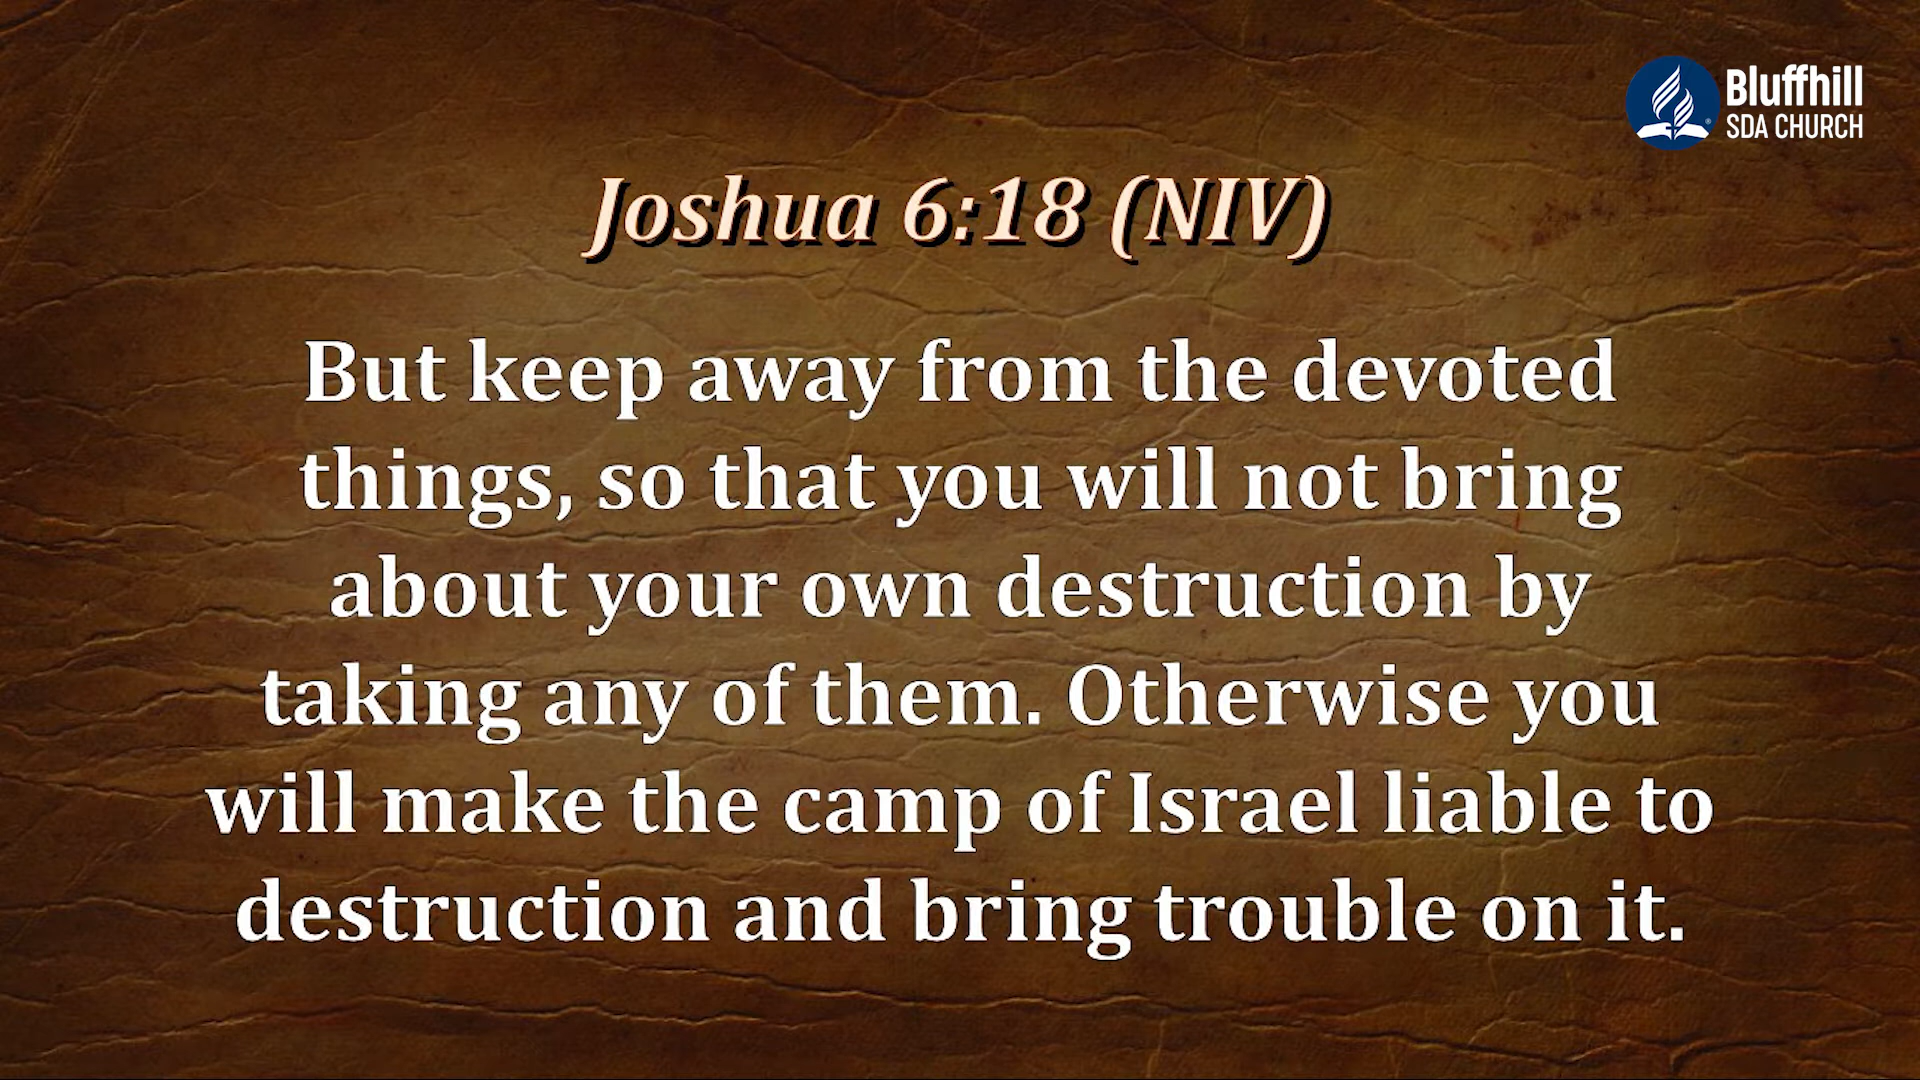 Bluffhill
SDA CHURCH
Joshua 6:18 (NIV)
But keep away from the devoted
things, so that you will not bring
about your own destruction by
taking any of them. Otherwise you
will make the camp of Israel liable to
destruction and bring trouble on it.